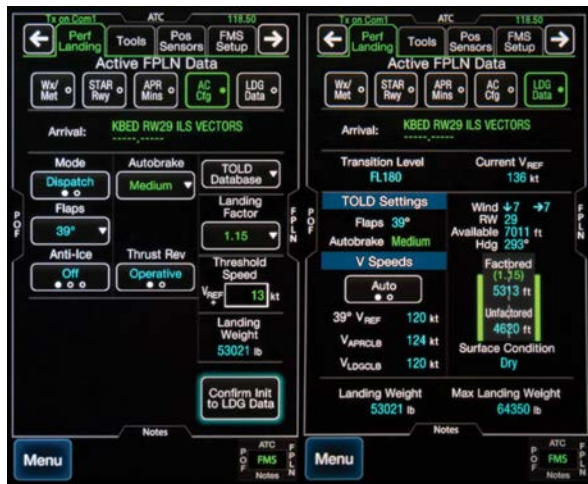 Tx on Com1 ATC 118.50
Perf Landing Tools Pos Sensors FMS Setup
Active FPLN Data
Wx/Met STAR Rwy APR Mins AC Cfg LDG Data
Arrival: KBED RW29 ILS VECTORS
-----.-----
Mode Autobrake
Dispatch Medium TOLD Database
Flaps Landing Factor
39° 1.15
Anti-Ice Thrust Rev Threshold Speed
Off Operative VREF + 13 kt
Landing Weight
53021 lb
Confirm Init to LDG Data
POF
FPLN
Notes
Menu
POF ATC FMS Notes FPLN
Tx on Com1 ATC 118.50
Perf Landing Tools Pos Sensors FMS Setup
Active FPLN Data
Wx/Met STAR Rwy APR Mins AC Cfg LDG Data
Arrival: KBED RW29 ILS VECTORS
-----.-----
Transition Level Current VREF
FL180 136 kt
TOLD Settings
Flaps 39°
Autobrake Medium
Wind ↓7 →7
RW 29
Available 7011 ft
Hdg 293°
V Speeds
Auto
39° VREF 120 kt
VAPRCLB 124 kt
VLDGCLB 120 kt
Factored
(1.15)
5313 ft
Unfactored
4620 ft
Surface Condition
Dry
Landing Weight Max Landing Weight
53021 lb 64350 lb
POF
FPLN
Notes
Menu
POF ATC FMS Notes FPLN